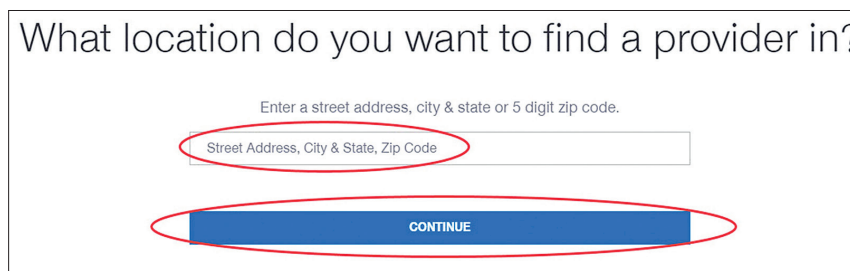 What location do you want to find a provider in?
Enter a street address, city & state or 5 digit zip code.
Street Address, City & State, Zip Code
CONTINUE